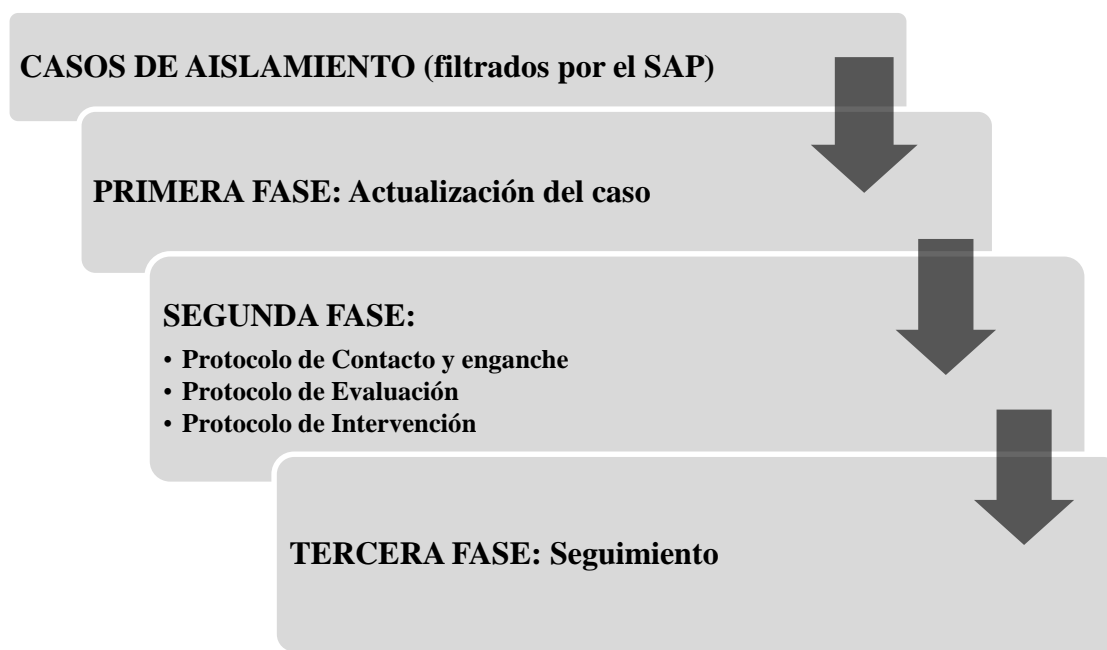 CASOS DE AISLAMIENTO (filtrados por el SAP)
PRIMERA FASE: Actualización del caso
SEGUNDA FASE:
• Protocolo de Contacto y enganche
• Protocolo de Evaluación
• Protocolo de Intervención
TERCERA FASE: Seguimiento